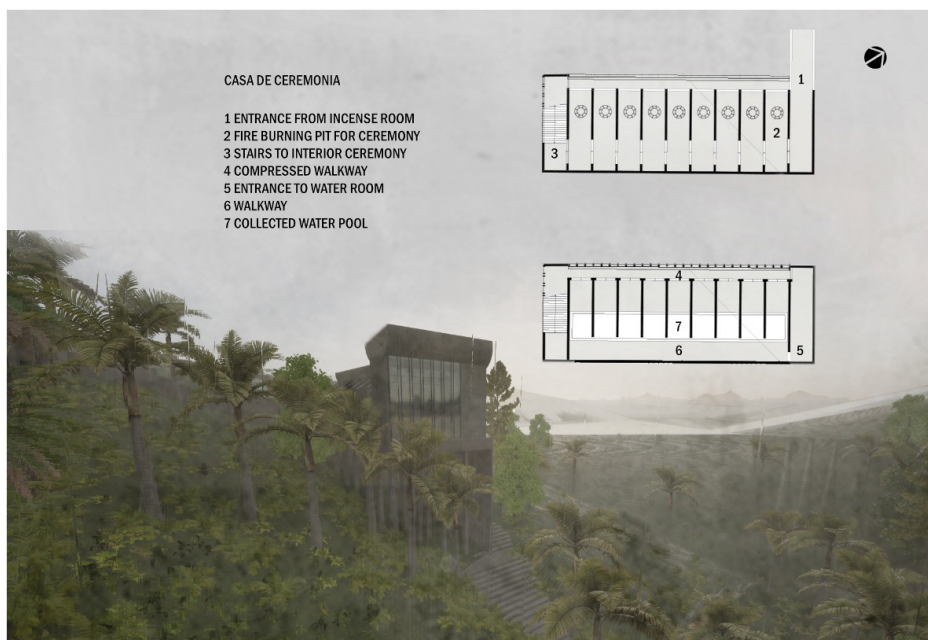 CASA DE CEREMONIA
1 ENTRANCE FROM INCENSE ROOM
2 FIRE BURNING PIT FOR CEREMONY
3 STAIRS TO INTERIOR CEREMONY
4 COMPRESSED WALKWAY
5 ENTRANCE TO WATER ROOM
6 WALKWAY
7 COLLECTED WATER POOL
1
2
3
4
7
6
5